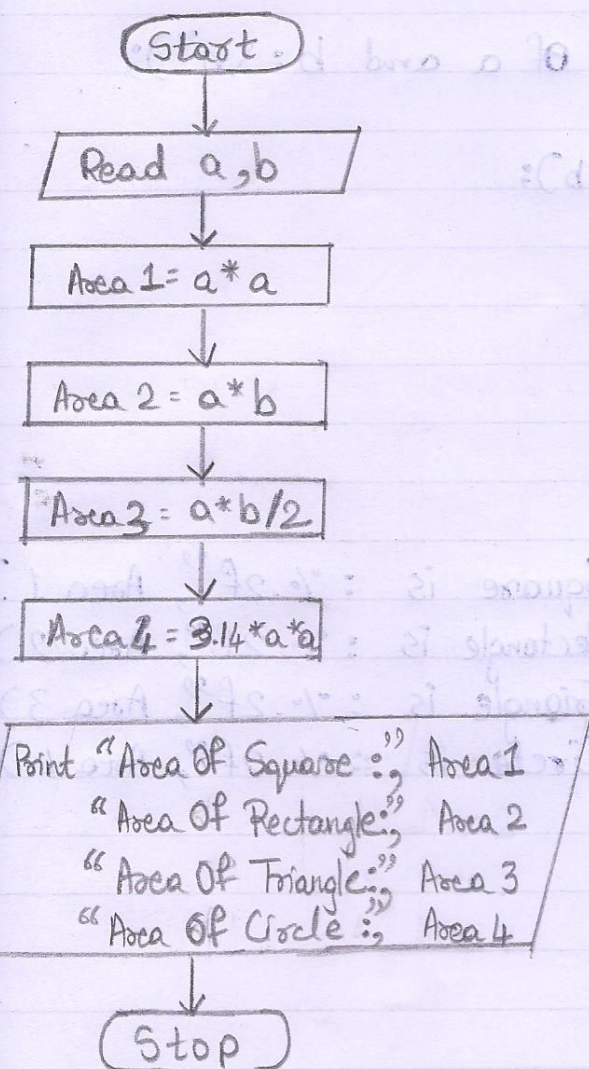 Start
Read a,b
Area 1 = a * a
Area 2 = a * b
Area 3 = a * b/2
Area 4 = 3.14 * a * a
Print "Area Of Square :", Area 1
"Area Of Rectangle:", Area 2
"Area Of Triangle:", Area 3
"Area Of Circle :", Area 4
Stop